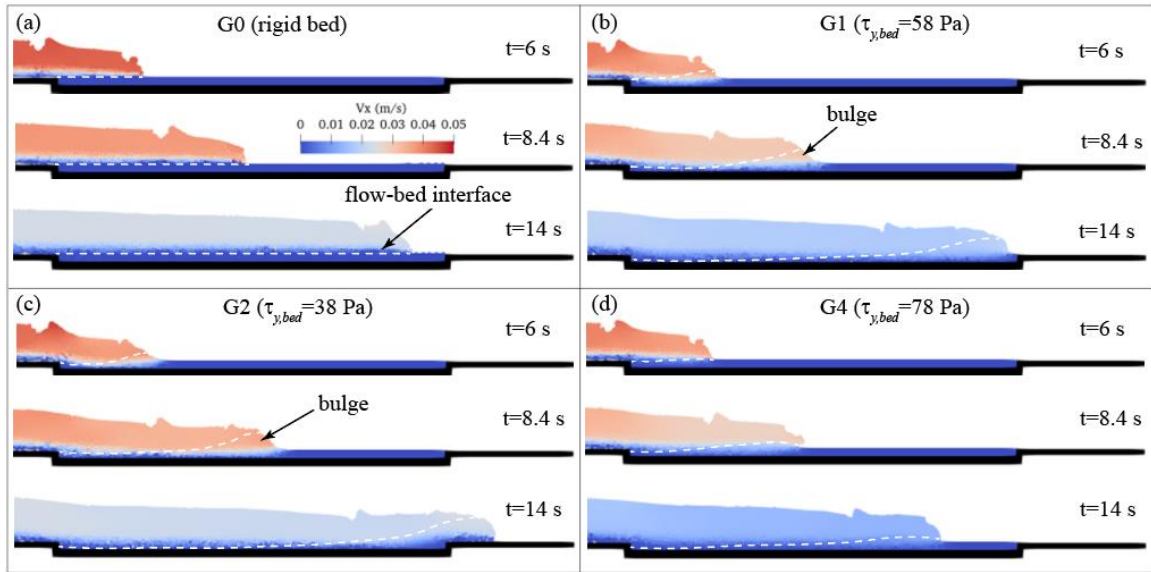 (a) G0 (rigid bed)
t=6 s
Vx (m/s)
0 0.01 0.02 0.03 0.04 0.05
t=8.4 s
flow-bed interface
t=14 s
(b) G1 (τy,bed=58 Pa)
t=6 s
bulge
t=8.4 s
t=14 s
(c) G2 (τy,bed=38 Pa)
t=6 s
bulge
t=8.4 s
t=14 s
(d) G4 (τy,bed=78 Pa)
t=6 s
t=8.4 s
t=14 s